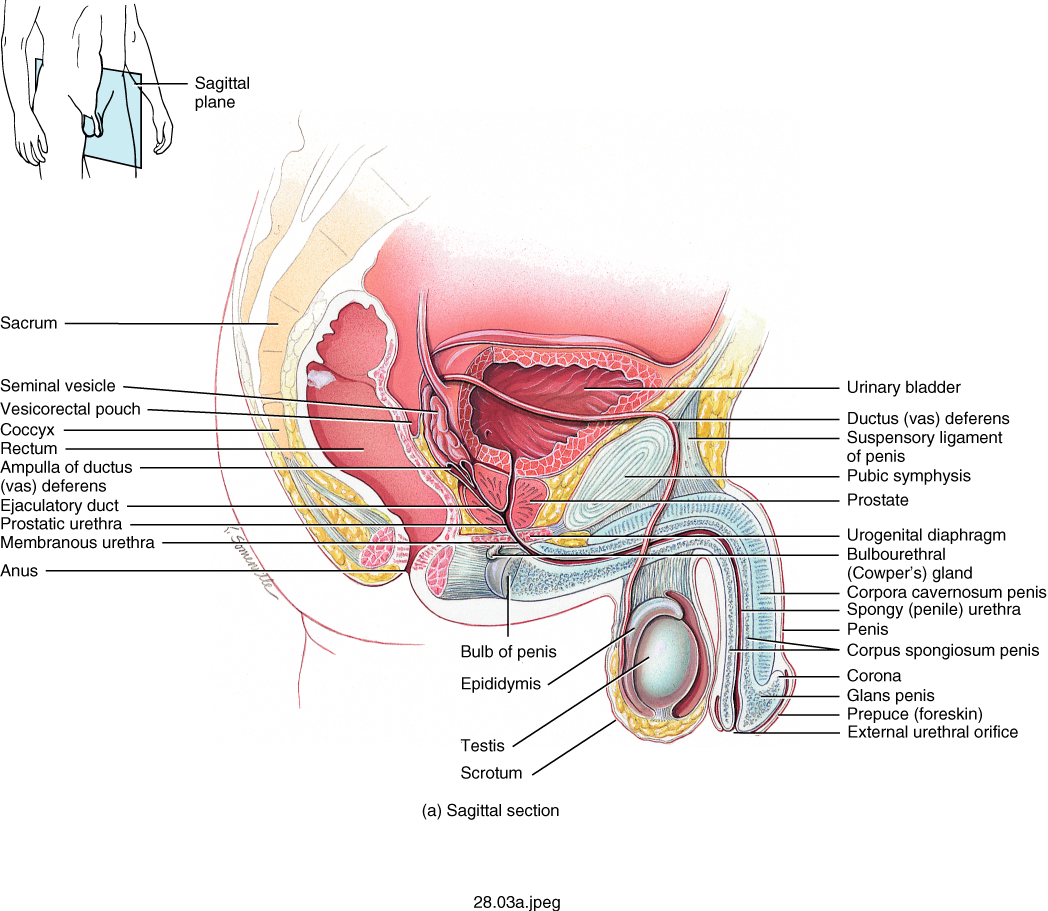 Sagittal
plane
Sacrum
Seminal vesicle
Vesicorectal pouch
Coccyx
Rectum
Ampulla of ductus
(vas) deferens
Ejaculatory duct
Prostatic urethra
Membranous urethra
Anus
Urinary bladder
Ductus (vas) deferens
Suspensory ligament
of penis
Pubic symphysis
Prostate
Urogenital diaphragm
Bulbourethral
(Cowper's) gland
Corpora cavernosum penis
Spongy (penile) urethra
Penis
Corpus spongiosum penis
Corona
Glans penis
Prepuce (foreskin)
External urethral orifice
Bulb of penis
Epididymis
Testis
Scrotum
(a) Sagittal section
28.03a.jpeg